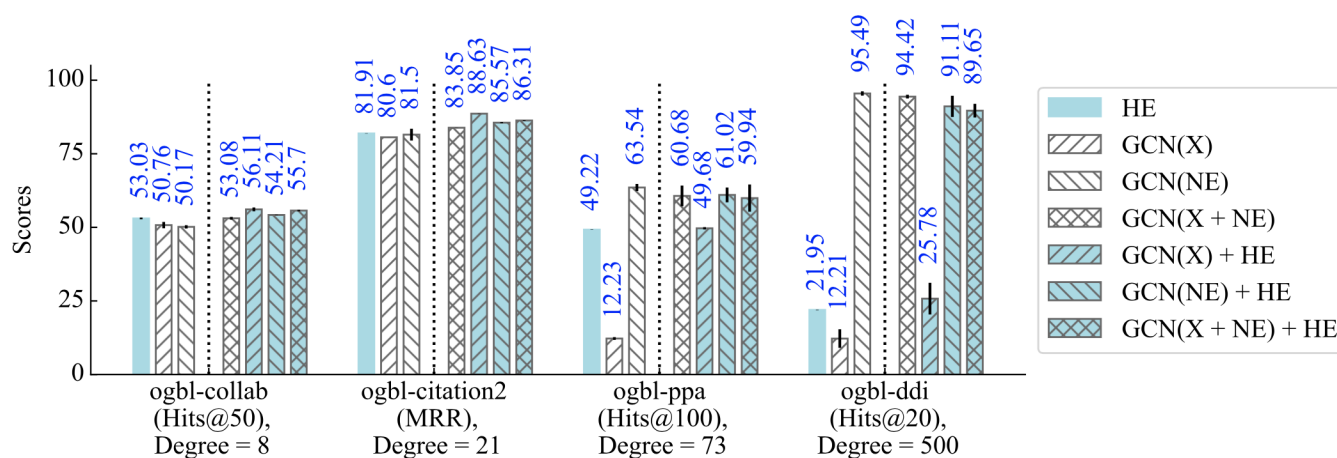 Scores
100
75
50
25
0
53.03
50.76
50.17
53.08
56.11
54.21
55.7
81.91
80.6
81.5
83.85
88.63
85.57
86.31
49.22
12.23
63.54
60.68
49.68
61.02
59.94
21.95
12.21
95.49
94.42
25.78
91.11
89.65
ogbl-collab
(Hits@50),
Degree = 8
ogbl-citation2
(MRR),
Degree = 21
ogbl-ppa
(Hits@100),
Degree = 73
ogbl-ddi
(Hits@20),
Degree = 500
HE
GCN(X)
GCN(NE)
GCN(X + NE)
GCN(X) + HE
GCN(NE) + HE
GCN(X + NE) + HE